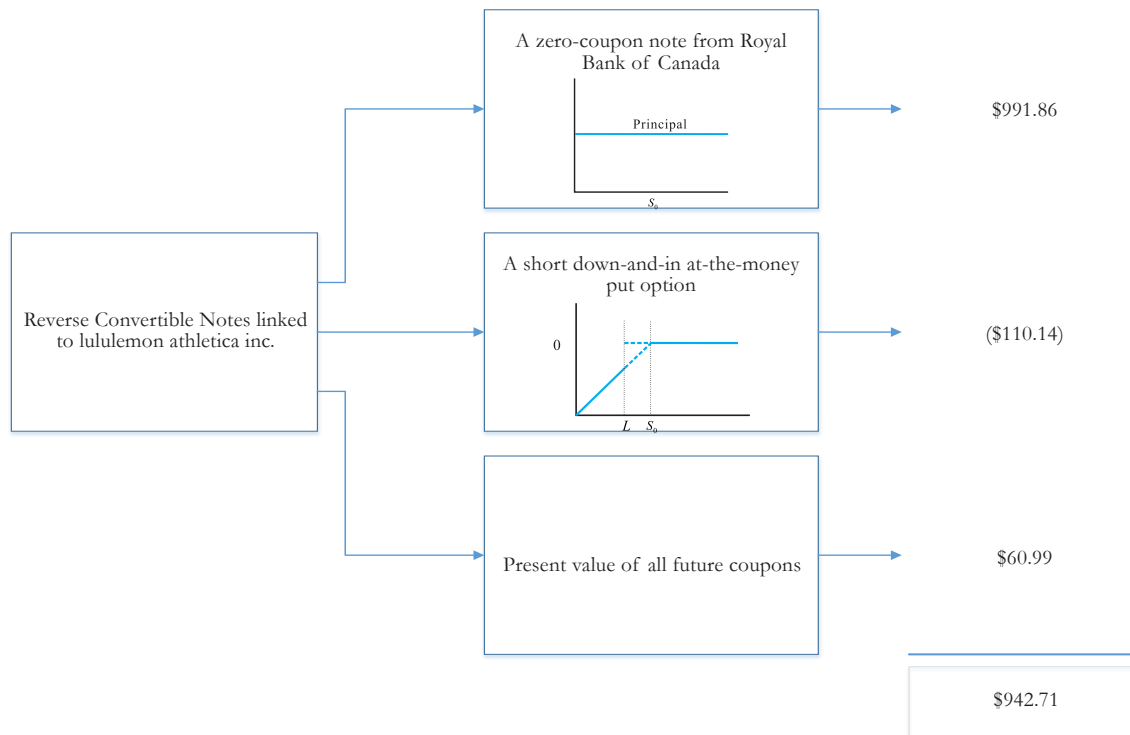 A zero-coupon note from Royal
Bank of Canada
Principal
S₀
$991.86
Reverse Convertible Notes linked
to lululemon athletica inc.
A short down-and-in at-the-money
put option
0
L S₀
($110.14)
Present value of all future coupons
$60.99
$942.71